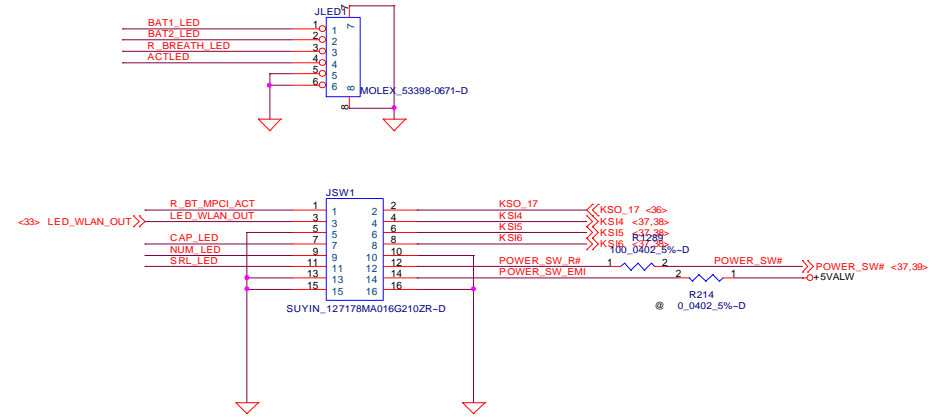 JLED1
BAT1_LED 1 1 7 7
BAT2_LED 2 2
R_BREATH_LED 3 3
ACTLED 4 4
5 5
6 6 8 8 MOLEX_53398-0671~D
JSW1
R_BT_MPCI_ACT 1 1 2 2 KSO_17 KSO_17 <36>
<33> LED_WLAN_OUT LED_WLAN_OUT 3 3 4 4 KSI4 KSI4 <37,38>
5 5 6 6 KSI5 KSI5 <37,38>
CAP_LED 7 7 8 8 KSI6 KSI6 <37,38>
R1289
100_0402_5%~D
NUM_LED 9 9 10 10
SRL_LED 11 11 12 12 POWER_SW_R# 1 2 POWER_SW# POWER_SW# <37,39>
13 13 14 14 POWER_SW_EMI 2 1 +5VALW
15 15 16 16
R214
SUYIN_127178MA016G210ZR~D
@ 0_0402_5%~D